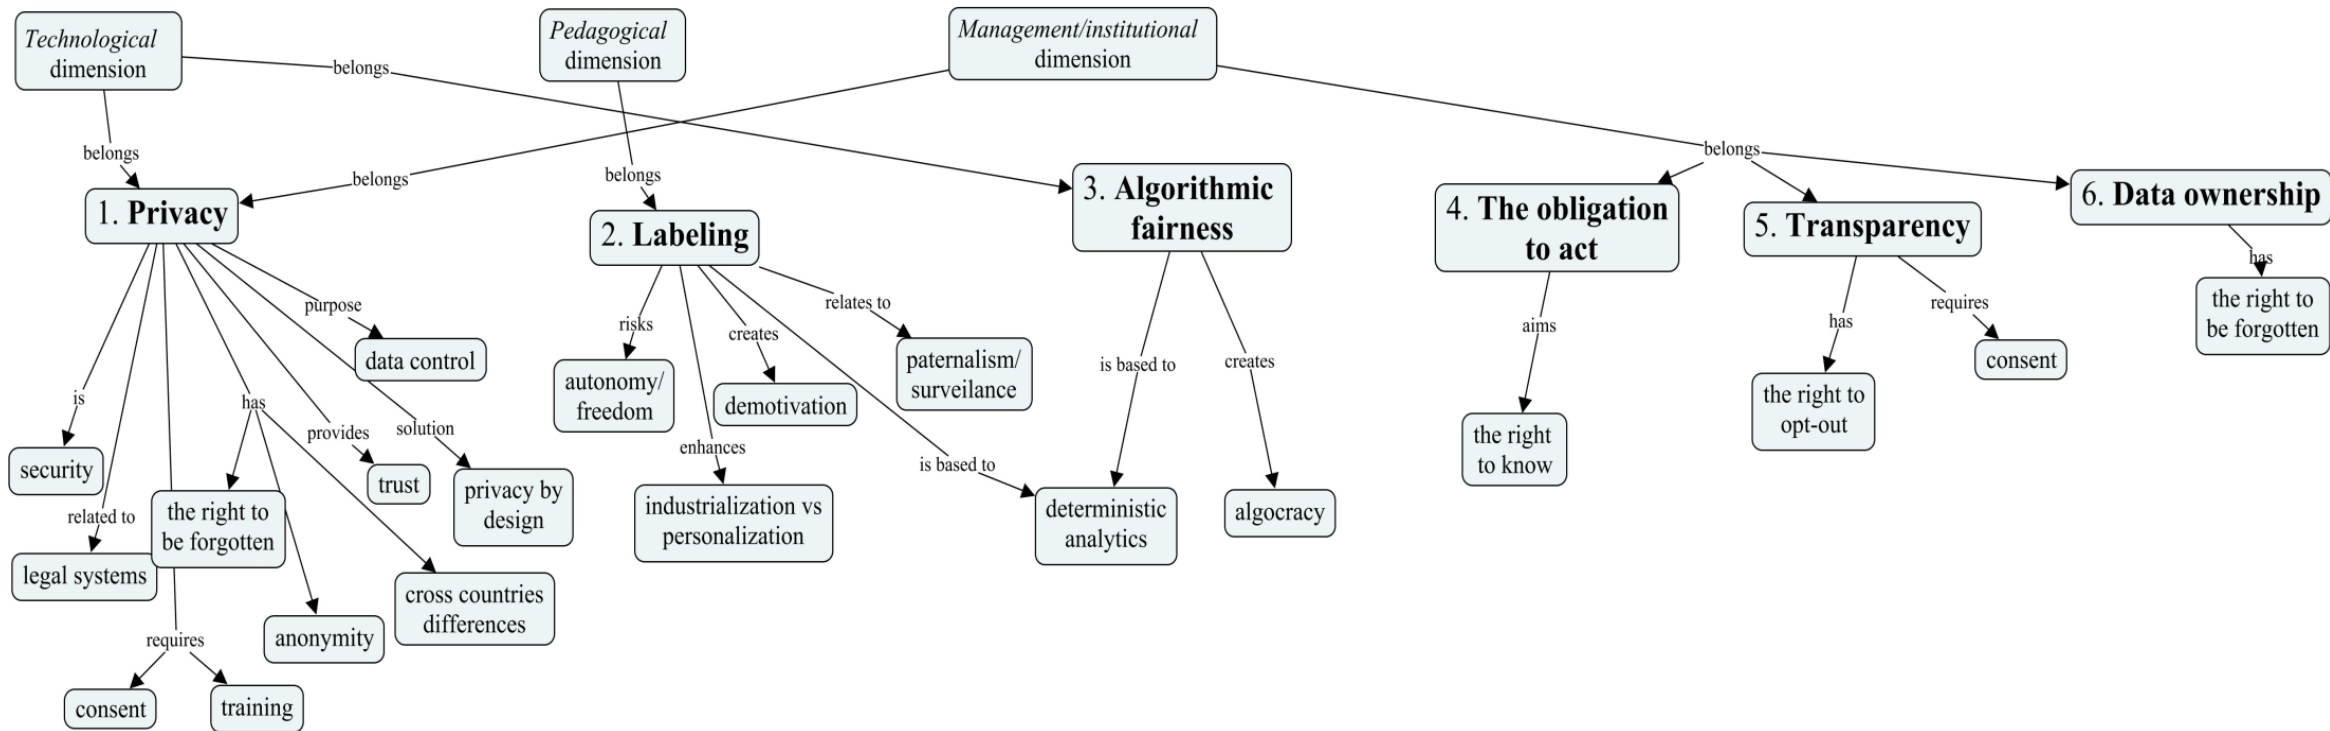 Technological
dimension
Pedagogical
dimension
Management/institutional
dimension
belongs
belongs
belongs
belongs
belongs
1. Privacy
2. Labeling
3. Algorithmic
fairness
4. The obligation
to act
5. Transparency
6. Data ownership
purpose
data control
is
security
related to
legal systems
has
the right to
be forgotten
anonymity
cross countries
differences
provides
trust
solution
privacy by
design
requires
consent
training
risks
autonomy/
freedom
enhances
industrialization vs
personalization
creates
demotivation
is based to
relates to
paternalism/
surveilance
is based to
deterministic
analytics
creates
algocracy
aims
the right
to know
has
the right to
opt-out
requires
consent
has
the right to
be forgotten